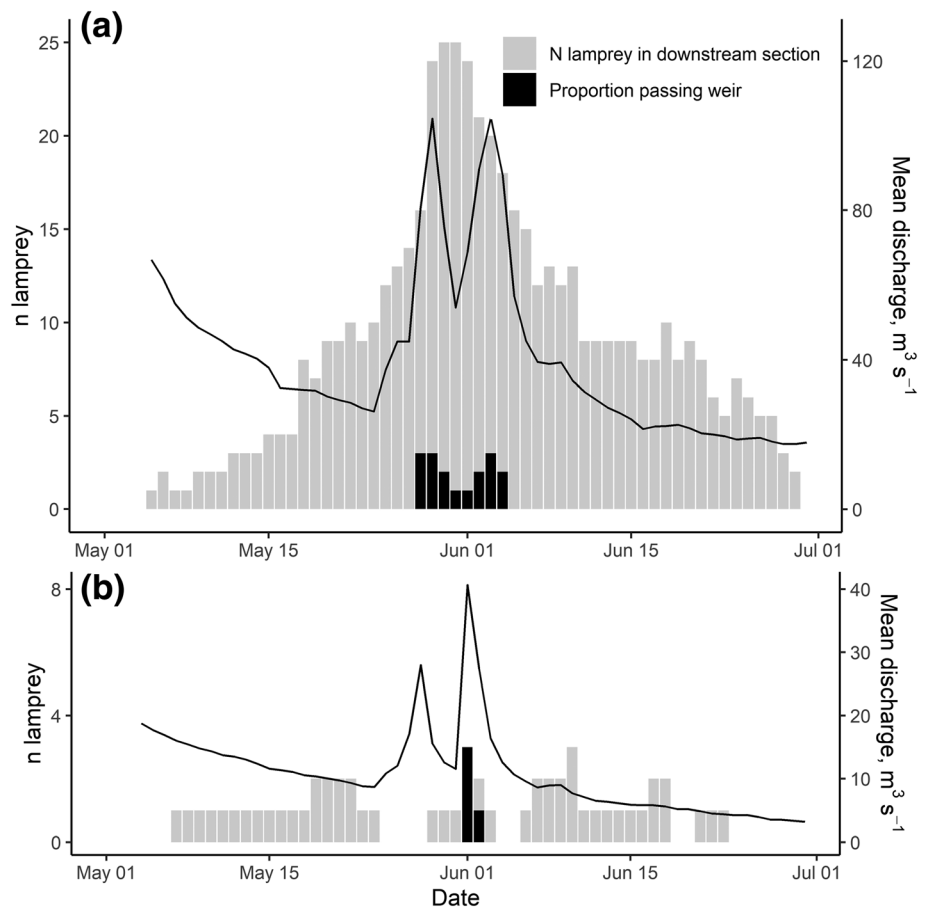 (a)
N lamprey in downstream section
Proportion passing weir
25
20
15
10
5
0
n lamprey
120
80
40
0
Mean discharge, m³ s⁻¹
May 01 May 15 Jun 01 Jun 15 Jul 01
(b)
8
4
0
n lamprey
40
30
20
10
0
Mean discharge, m³ s⁻¹
May 01 May 15 Jun 01 Jun 15 Jul 01
Date